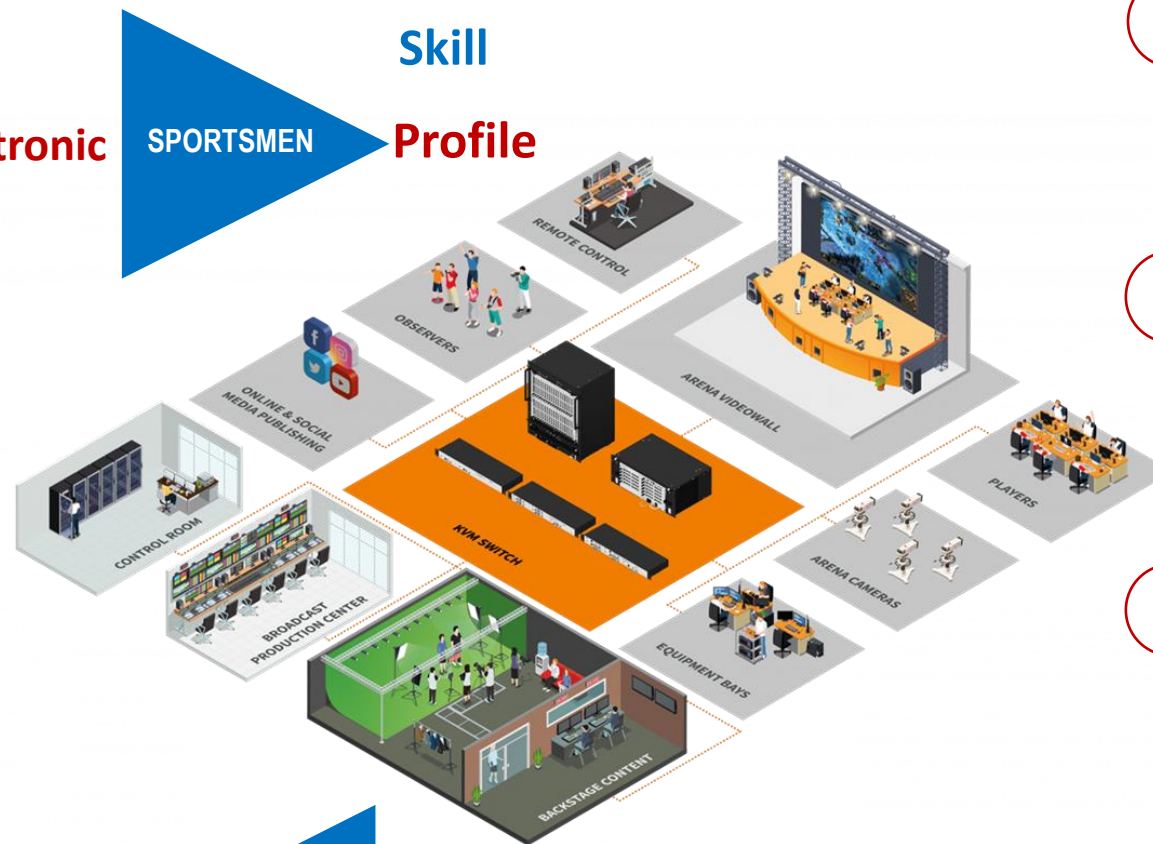 Skill
tronic
SPORTSMEN
Profile
REMOTE CONTROL
OBSERVERS
ONLINE & SOCIAL
MEDIA PUBLISHING
ARENA VIDEOWALL
PLAYERS
CONTROL ROOM
KVM SWITCH
ARENA CAMERAS
BROADCAST
PRODUCTION CENTER
EQUIPMENT BAYS
BACKSTAGE CONTENT